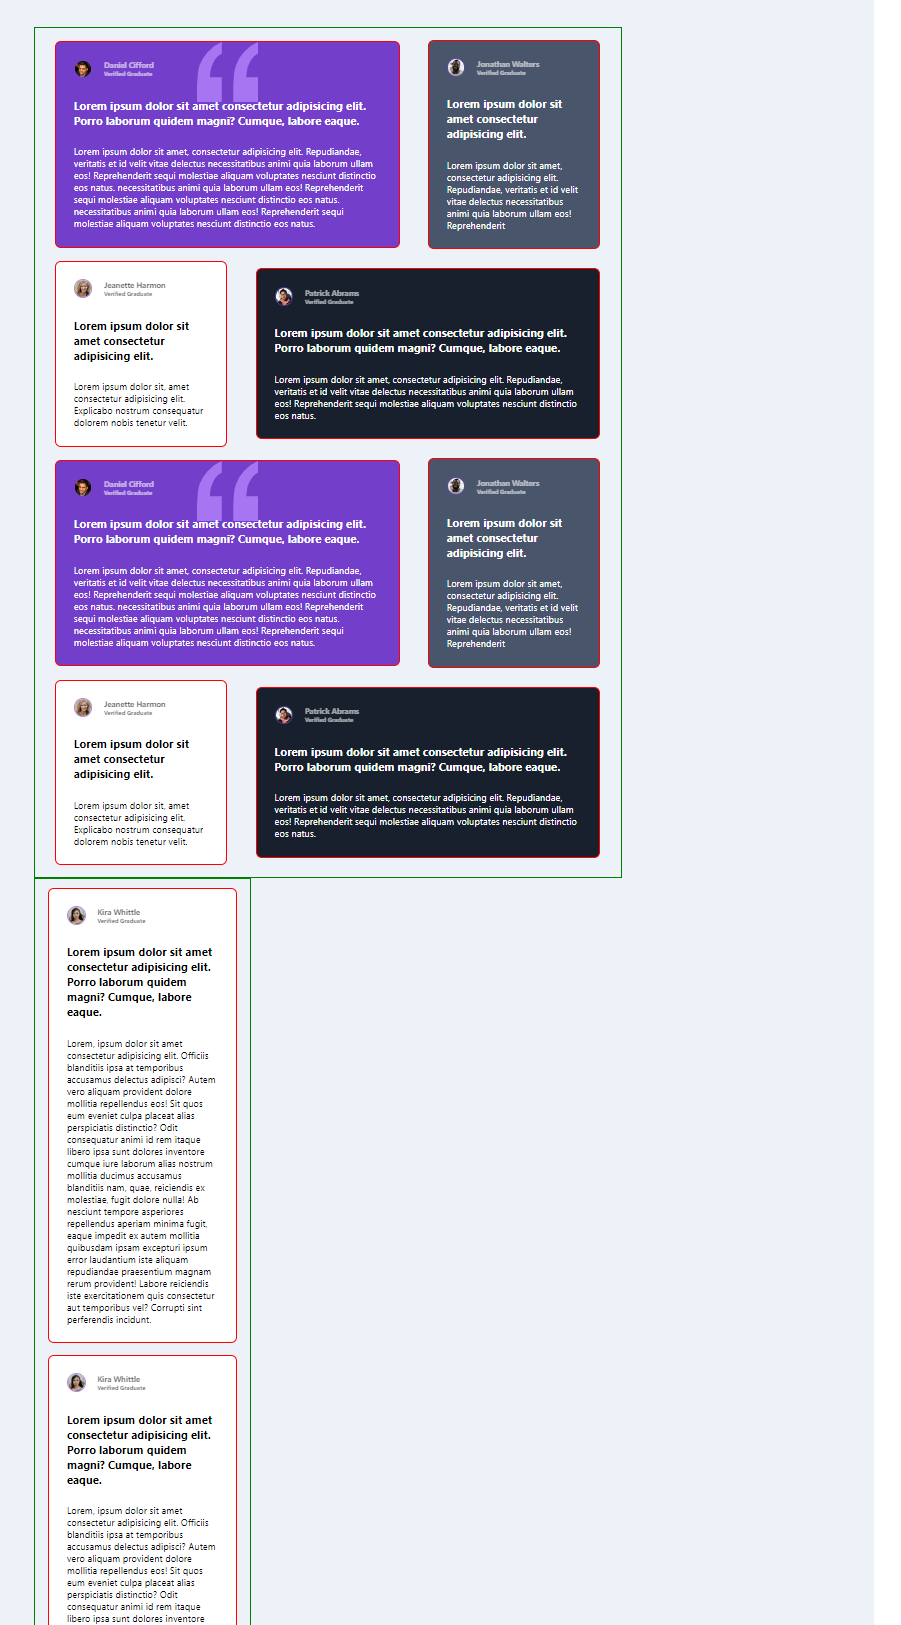 Daniel Cifford
Verified Graduate
“
Lorem ipsum dolor sit amet consectetur adipisicing elit.
Porro laborum quidem magni? Cumque, labore eaque.
Lorem ipsum dolor sit amet, consectetur adipisicing elit. Repudiandae,
veritatis et id velit vitae delectus necessitatibus animi quia laborum ullam
eos! Reprehenderit sequi molestiae aliquam voluptates nesciunt distinctio
eos natus. necessitatibus animi quia laborum ullam eos! Reprehenderit
sequi molestiae aliquam voluptates nesciunt distinctio eos natus.
necessitatibus animi quia laborum ullam eos! Reprehenderit sequi
molestiae aliquam voluptates nesciunt distinctio eos natus.
Jonathan Walters
Verified Graduate
Lorem ipsum dolor sit
amet consectetur
adipisicing elit.
Lorem ipsum dolor sit amet,
consectetur adipisicing elit.
Repudiandae, veritatis et id velit
vitae delectus necessitatibus
animi quia laborum ullam eos!
Reprehenderit
Jeanette Harmon
Verified Graduate
Lorem ipsum dolor sit
amet consectetur
adipisicing elit.
Lorem ipsum dolor sit, amet
consectetur adipisicing elit.
Explicabo nostrum consequatur
dolorem nobis tenetur velit.
Patrick Abrams
Verified Graduate
Lorem ipsum dolor sit amet consectetur adipisicing elit.
Porro laborum quidem magni? Cumque, labore eaque.
Lorem ipsum dolor sit amet, consectetur adipisicing elit. Repudiandae,
veritatis et id velit vitae delectus necessitatibus animi quia laborum ullam
eos! Reprehenderit sequi molestiae aliquam voluptates nesciunt distinctio
eos natus.
Daniel Cifford
Verified Graduate
“
Lorem ipsum dolor sit amet consectetur adipisicing elit.
Porro laborum quidem magni? Cumque, labore eaque.
Lorem ipsum dolor sit amet, consectetur adipisicing elit. Repudiandae,
veritatis et id velit vitae delectus necessitatibus animi quia laborum ullam
eos! Reprehenderit sequi molestiae aliquam voluptates nesciunt distinctio
eos natus. necessitatibus animi quia laborum ullam eos! Reprehenderit
sequi molestiae aliquam voluptates nesciunt distinctio eos natus.
necessitatibus animi quia laborum ullam eos! Reprehenderit sequi
molestiae aliquam voluptates nesciunt distinctio eos natus.
Jonathan Walters
Verified Graduate
Lorem ipsum dolor sit
amet consectetur
adipisicing elit.
Lorem ipsum dolor sit amet,
consectetur adipisicing elit.
Repudiandae, veritatis et id velit
vitae delectus necessitatibus
animi quia laborum ullam eos!
Reprehenderit
Jeanette Harmon
Verified Graduate
Lorem ipsum dolor sit
amet consectetur
adipisicing elit.
Lorem ipsum dolor sit, amet
consectetur adipisicing elit.
Explicabo nostrum consequatur
dolorem nobis tenetur velit.
Patrick Abrams
Verified Graduate
Lorem ipsum dolor sit amet consectetur adipisicing elit.
Porro laborum quidem magni? Cumque, labore eaque.
Lorem ipsum dolor sit amet, consectetur adipisicing elit. Repudiandae,
veritatis et id velit vitae delectus necessitatibus animi quia laborum ullam
eos! Reprehenderit sequi molestiae aliquam voluptates nesciunt distinctio
eos natus.
Kira Whittle
Verified Graduate
Lorem ipsum dolor sit amet
consectetur adipisicing elit.
Porro laborum quidem
magni? Cumque, labore
eaque.
Lorem, ipsum dolor sit amet
consectetur adipisicing elit. Officiis
blanditiis ipsa at temporibus
accusamus delectus adipisci? Autem
vero aliquam provident dolore
mollitia repellendus eos! Sit quos
eum eveniet culpa placeat alias
perspiciatis distinctio? Odit
consequatur animi id rem itaque
libero ipsa sunt dolores inventore
cumque iure laborum alias nostrum
mollitia ducimus accusamus
blanditiis nam, quae, reiciendis ex
molestiae, fugit dolore nulla! Ab
nesciunt tempore asperiores
repellendus aperiam minima fugit,
eaque impedit ex autem mollitia
quibusdam ipsam excepturi ipsum
error laudantium iste aliquam
repudiandae praesentium magnam
rerum provident! Labore reiciendis
iste exercitationem quis consectetur
aut temporibus vel? Corrupti sint
perferendis incidunt.
Kira Whittle
Verified Graduate
Lorem ipsum dolor sit amet
consectetur adipisicing elit.
Porro laborum quidem
magni? Cumque, labore
eaque.
Lorem, ipsum dolor sit amet
consectetur adipisicing elit. Officiis
blanditiis ipsa at temporibus
accusamus delectus adipisci? Autem
vero aliquam provident dolore
mollitia repellendus eos! Sit quos
eum eveniet culpa placeat alias
perspiciatis distinctio? Odit
consequatur animi id rem itaque
libero ipsa sunt dolores inventore